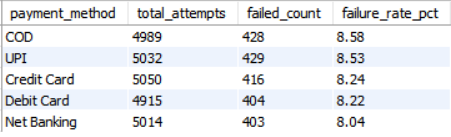 payment_method total_attempts failed_count failure_rate_pct
COD 4989 428 8.58
UPI 5032 429 8.53
Credit Card 5050 416 8.24
Debit Card 4915 404 8.22
Net Banking 5014 403 8.04